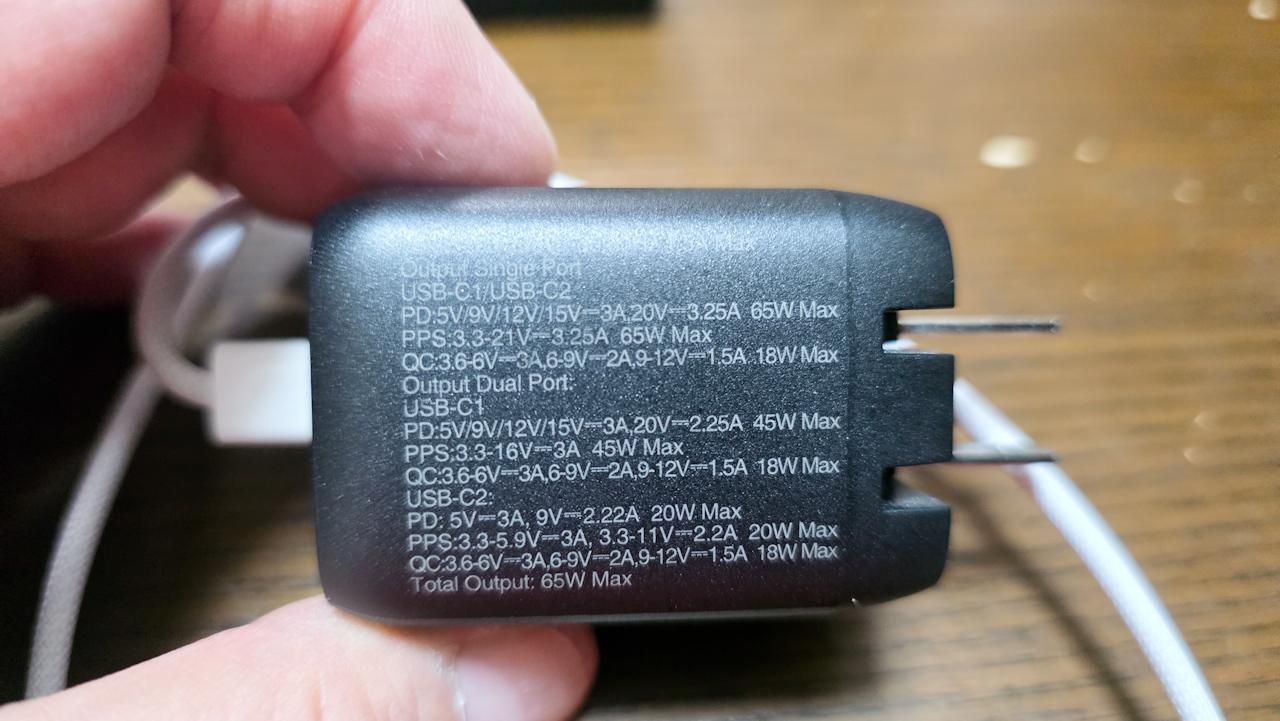 Max
Output Single Port
USB-C1/USB-C2
PD:5V/9V/12V/15V⎓3A,20V⎓3.25A 65W Max
PPS:3.3-21V⎓3.25A 65W Max
QC:3.6-6V⎓3A,6-9V⎓2A,9-12V⎓1.5A 18W Max
Output Dual Port:
USB-C1
PD:5V/9V/12V/15V⎓3A,20V⎓2.25A 45W Max
PPS:3.3-16V⎓3A 45W Max
QC:3.6-6V⎓3A,6-9V⎓2A,9-12V⎓1.5A 18W Max
USB-C2:
PD: 5V⎓3A, 9V⎓2.22A 20W Max
PPS:3.3-5.9V⎓3A, 3.3-11V⎓2.2A 20W Max
QC:3.6-6V⎓3A,6-9V⎓2A,9-12V⎓1.5A 18W Max
Total Output: 65W Max